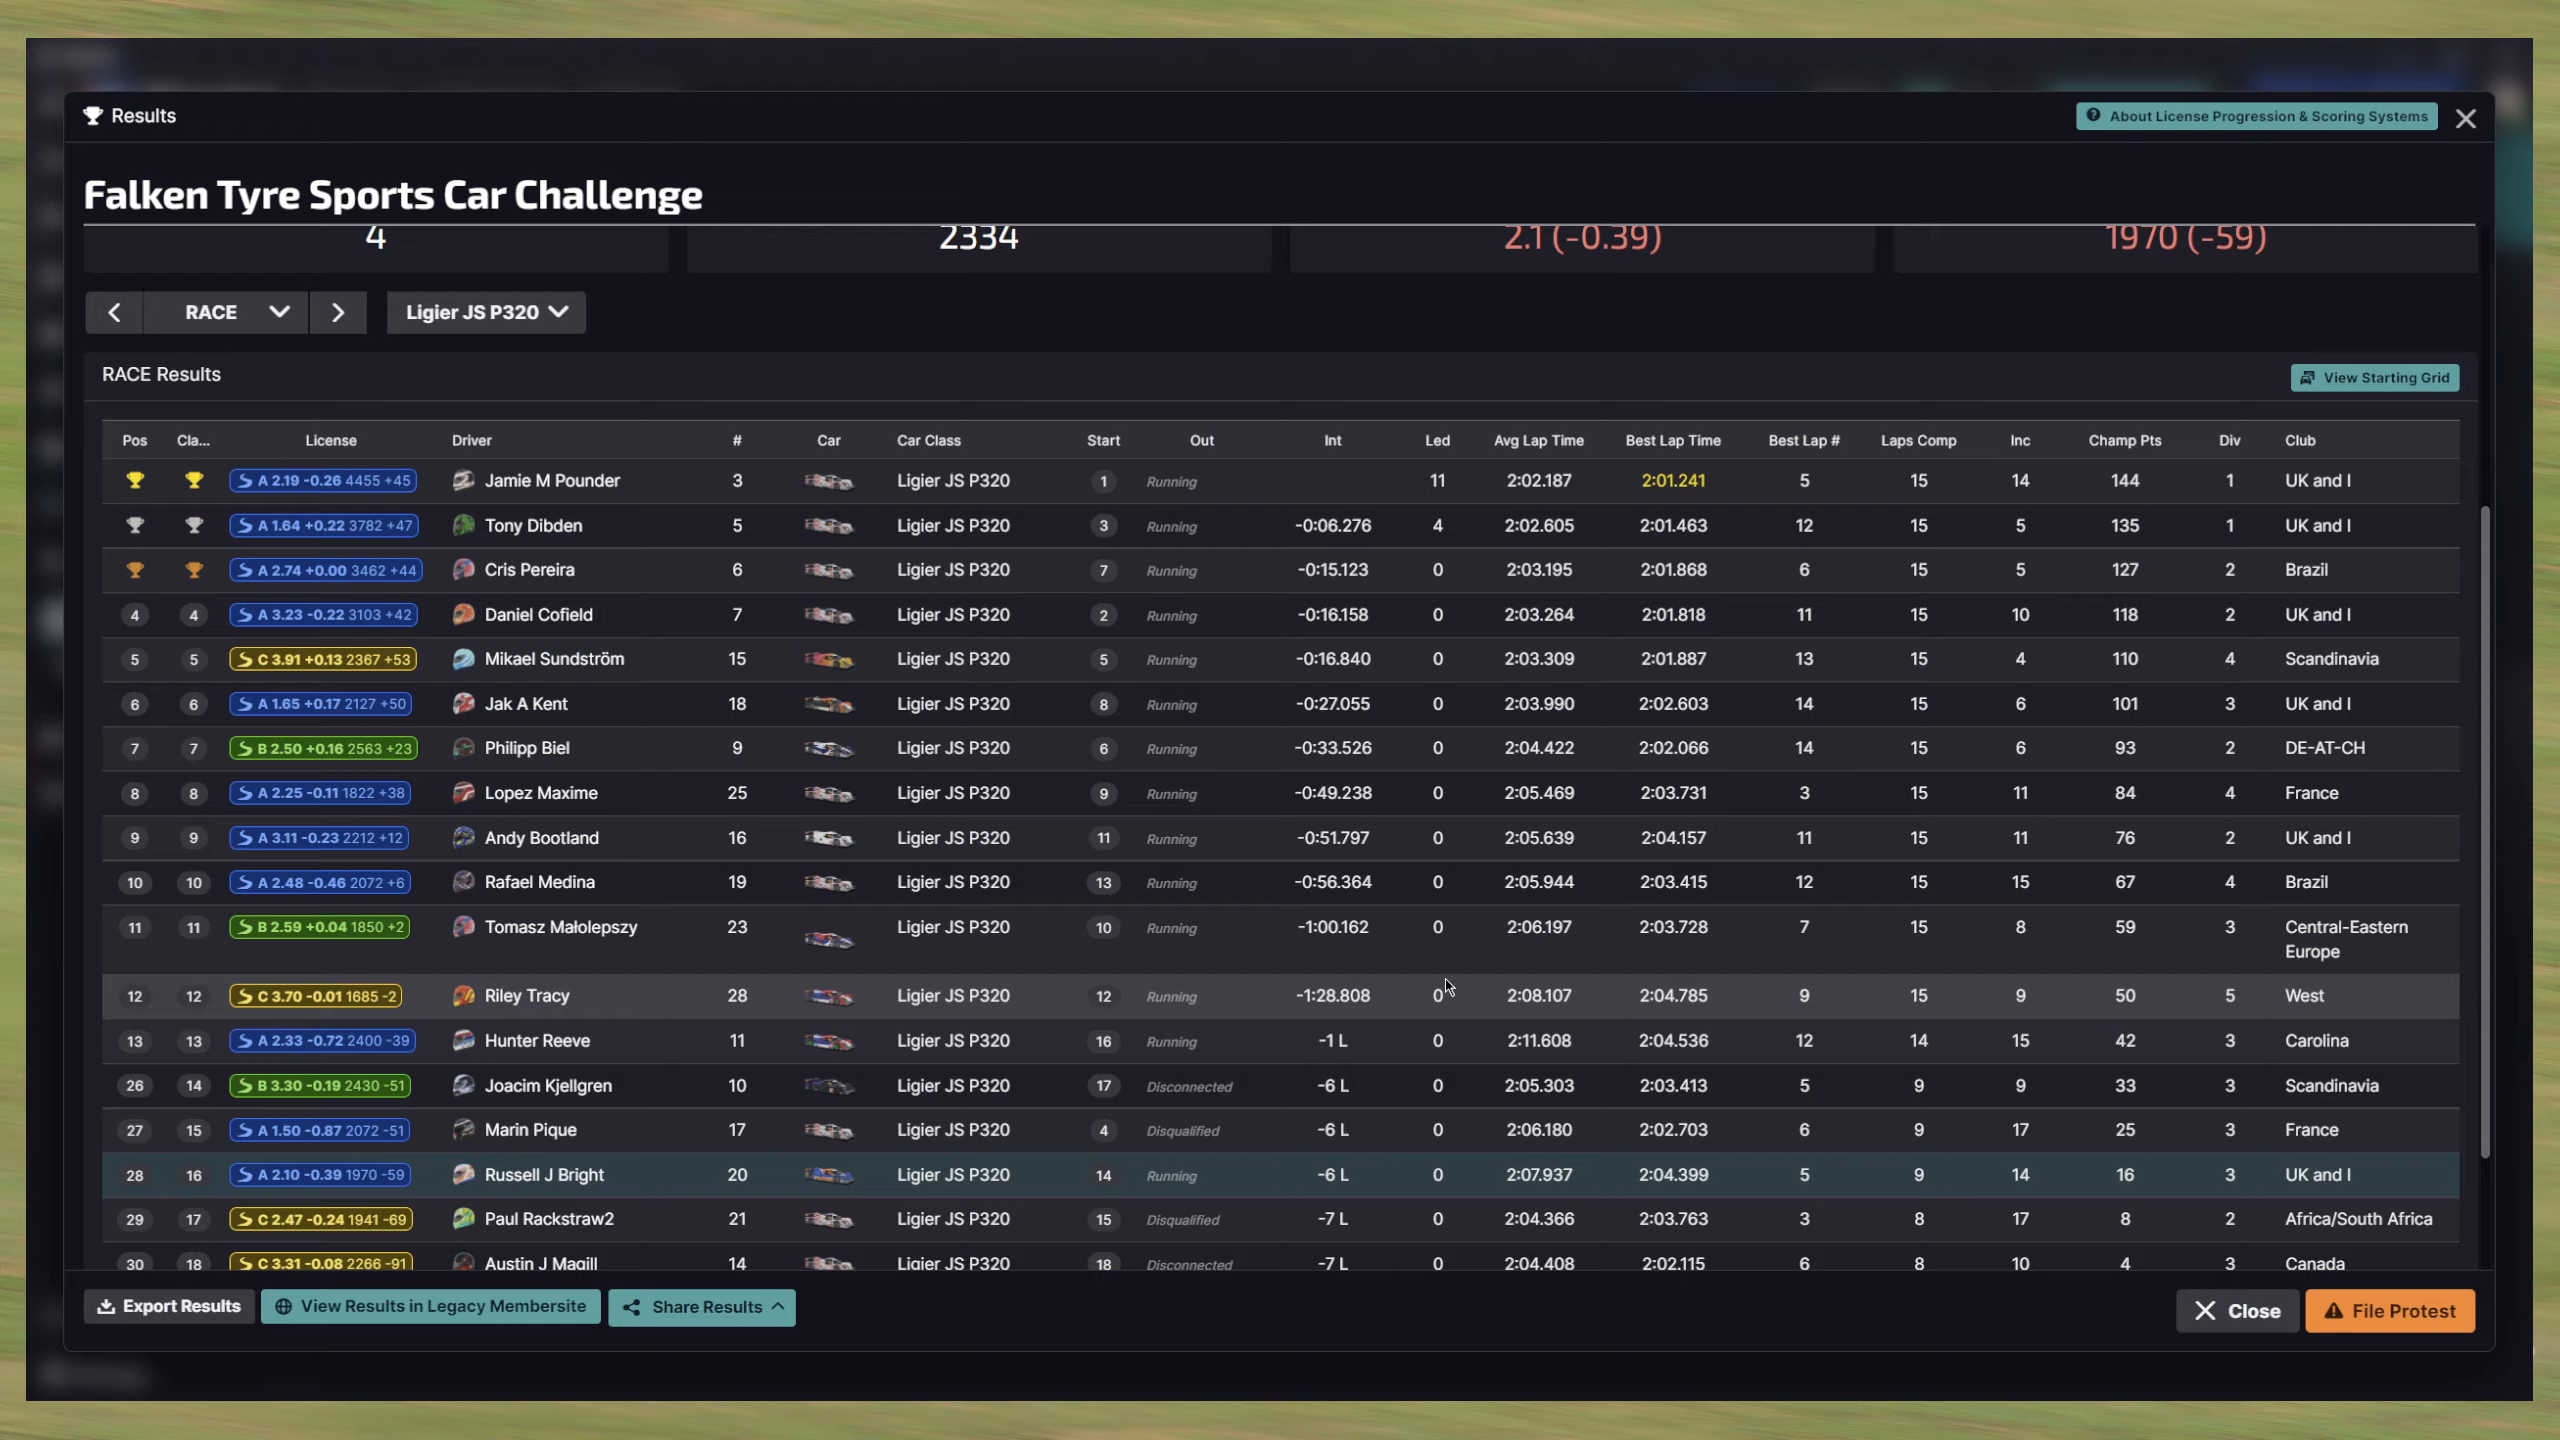 Results
About License Progression & Scoring Systems
Falken Tyre Sports Car Challenge
4 2334 2.1 (-0.39) 1970 (-59)
RACE Ligier JS P320
RACE Results
View Starting Grid
Pos Cla... License Driver # Car Car Class Start Out Int Led Avg Lap Time Best Lap Time Best Lap # Laps Comp Inc Champ Pts Div Club
A 2.19 -0.26 4455 +45 Jamie M Pounder 3 Ligier JS P320 1 Running 11 2:02.187 2:01.241 5 15 14 144 1 UK and I
A 1.64 +0.22 3782 +47 Tony Dibden 5 Ligier JS P320 3 Running -0:06.276 4 2:02.605 2:01.463 12 15 5 135 1 UK and I
A 2.74 +0.00 3462 +44 Cris Pereira 6 Ligier JS P320 7 Running -0:15.123 0 2:03.195 2:01.868 6 15 5 127 2 Brazil
4 4 A 3.23 -0.22 3103 +42 Daniel Cofield 7 Ligier JS P320 2 Running -0:16.158 0 2:03.264 2:01.818 11 15 10 118 2 UK and I
5 5 C 3.91 +0.13 2367 +53 Mikael Sundström 15 Ligier JS P320 5 Running -0:16.840 0 2:03.309 2:01.887 13 15 4 110 4 Scandinavia
6 6 A 1.65 +0.17 2127 +50 Jak A Kent 18 Ligier JS P320 8 Running -0:27.055 0 2:03.990 2:02.603 14 15 6 101 3 UK and I
7 7 B 2.50 +0.16 2563 +23 Philipp Biel 9 Ligier JS P320 6 Running -0:33.526 0 2:04.422 2:02.066 14 15 6 93 2 DE-AT-CH
8 8 A 2.25 -0.11 1822 +38 Lopez Maxime 25 Ligier JS P320 9 Running -0:49.238 0 2:05.469 2:03.731 3 15 11 84 4 France
9 9 A 3.11 -0.23 2212 +12 Andy Bootland 16 Ligier JS P320 11 Running -0:51.797 0 2:05.639 2:04.157 11 15 11 76 2 UK and I
10 10 A 2.48 -0.46 2072 +6 Rafael Medina 19 Ligier JS P320 13 Running -0:56.364 0 2:05.944 2:03.415 12 15 15 67 4 Brazil
11 11 B 2.59 +0.04 1850 +2 Tomasz Małolepszy 23 Ligier JS P320 10 Running -1:00.162 0 2:06.197 2:03.728 7 15 8 59 3 Central-Eastern
Europe
12 12 C 3.70 -0.01 1685 -2 Riley Tracy 28 Ligier JS P320 12 Running -1:28.808 0 2:08.107 2:04.785 9 15 9 50 5 West
13 13 A 2.33 -0.72 2400 -39 Hunter Reeve 11 Ligier JS P320 16 Running -1 L 0 2:11.608 2:04.536 12 14 15 42 3 Carolina
26 14 B 3.30 -0.19 2430 -51 Joacim Kjellgren 10 Ligier JS P320 17 Disconnected -6 L 0 2:05.303 2:03.413 5 9 9 33 3 Scandinavia
27 15 A 1.50 -0.87 2072 -51 Marin Pique 17 Ligier JS P320 4 Disqualified -6 L 0 2:06.180 2:02.703 6 9 17 25 3 France
28 16 A 2.10 -0.39 1970 -59 Russell J Bright 20 Ligier JS P320 14 Running -6 L 0 2:07.937 2:04.399 5 9 14 16 3 UK and I
29 17 C 2.47 -0.24 1941 -69 Paul Rackstraw2 21 Ligier JS P320 15 Disqualified -7 L 0 2:04.366 2:03.763 3 8 17 8 2 Africa/South Africa
30 18 C 3.31 -0.08 2266 -91 Austin J Magill 14 Ligier JS P320 18 Disconnected -7 L 0 2:04.408 2:02.115 6 8 10 4 3 Canada
Export Results View Results in Legacy Membersite Share Results Close File Protest